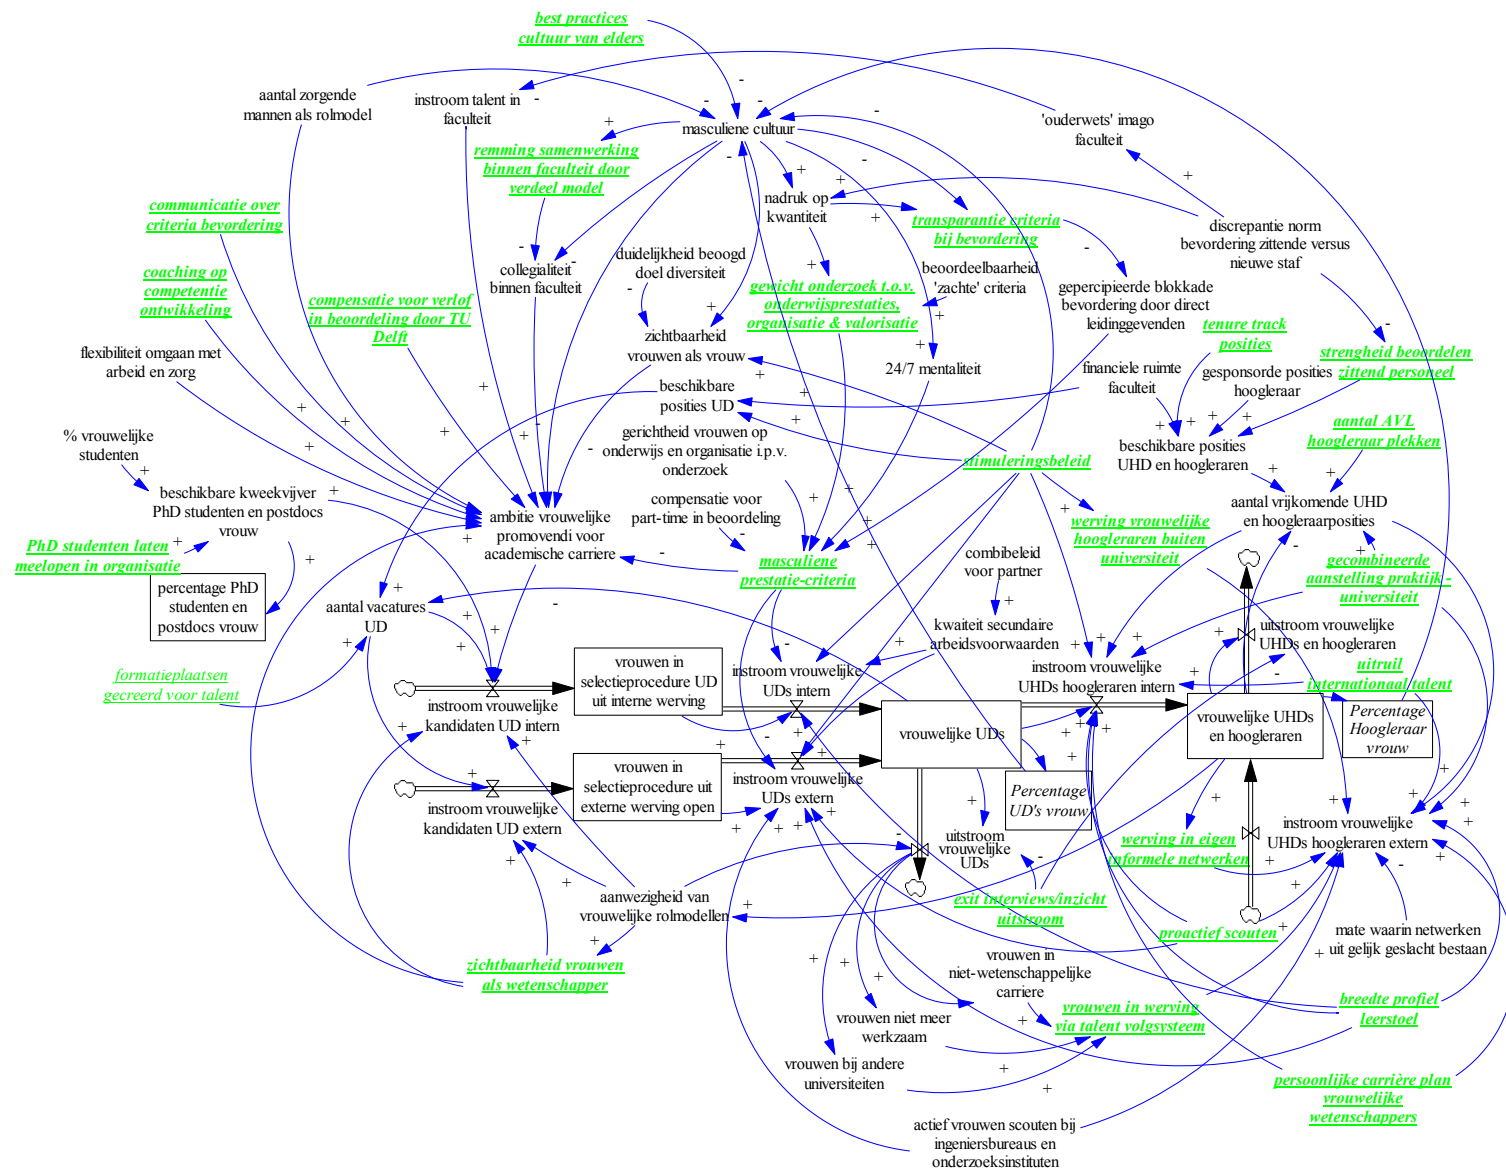 best practices
cultuur van elders
aantal zorgende
mannen als rolmodel
instroom talent in
faculteit
masculiene cultuur
'ouderwets' imago
faculteit
remming samenwerking
binnen faculteit door
verdeel model
nadruk op
kwantiteit
communicatie over
criteria bevordering
transparantie criteria
bij bevordering
discrepantie norm
bevordering zittende versus
nieuwe staf
collegialiteit
binnen faculteit
duidelijkheid beoogd
doel diversiteit
coaching op
competentie
ontwikkeling
compensatie voor verlof
in beoordeling door TU
Delft
gewicht onderzoek t.o.v.
onderwijsprestaties,
organisatie & valorisatie
beoordeelbaarheid
'zachte' criteria
gepercipieerde blokkade
bevordering door direct
leidinggevenden
zichtbaarheid
vrouwen als vrouw
tenure track
posities
strengheid beoordelen
zittend personeel
flexibiliteit omgaan met
arbeid en zorg
24/7 mentaliteit
beschikbare
posities UD
financiele ruimte
faculteit
gesponsorde posities
hoogleraar
% vrouwelijke
studenten
gerichtheid vrouwen op
onderwijs en organisatie i.p.v.
onderzoek
aantal AVL
hoogleraar plekken
beschikbare posities
UHD en hoogleraren
stimuleringsbeleid
beschikbare kweekvijver
PhD studenten en postdocs
vrouw
compensatie voor
part-time in beoordeling
ambitie vrouwelijke
promovendi voor
academische carriere
aantal vrijkomende UHD
en hoogleraarposities
werving vrouwelijke
hoogleraren buiten
universiteit
PhD studenten laten
meelopen in organisatie
masculiene
prestatie-criteria
combibeleid
voor partner
gecombineerde
aanstelling praktijk -
universiteit
percentage PhD
studenten en
postdocs vrouw
aantal vacatures
UD
kwaiteit secundaire
arbeidsvoorwaarden
uitstroom vrouwelijke
UHDs en hoogleraren
formatieplaatsen
gecreerd voor talent
vrouwen in
selectieprocedure UD
uit interne werving
instroom vrouwelijke
UDs intern
instroom vrouwelijke
UHDs hoogleraren intern
uitruil
internationaal talent
instroom vrouwelijke
kandidaten UD intern
vrouwelijke UDs
vrouwelijke UHDs
en hoogleraren
Percentage
Hoogleraar
vrouw
vrouwen in
selectieprocedure uit
externe werving open
instroom vrouwelijke
UDs extern
Percentage
UD's vrouw
instroom vrouwelijke
kandidaten UD extern
uitstroom
vrouwelijke
UDs
werving in eigen
informele netwerken
instroom vrouwelijke
UHDs hoogleraren extern
aanwezigheid van
vrouwelijke rolmodellen
exit interviews/inzicht
uitstroom
proactief scouten
mate waarin netwerken
uit gelijk geslacht bestaan
zichtbaarheid vrouwen
als wetenschapper
vrouwen in
niet-wetenschappelijke
carriere
vrouwen niet meer
werkzaam
vrouwen in werving
via talent volgsysteem
breedte profiel
leerstoel
vrouwen bij andere
universiteiten
persoonlijke carrière plan
vrouwelijke
wetenschappers
actief vrouwen scouten bij
ingeniersbureaus en
onderzoeksinstituten